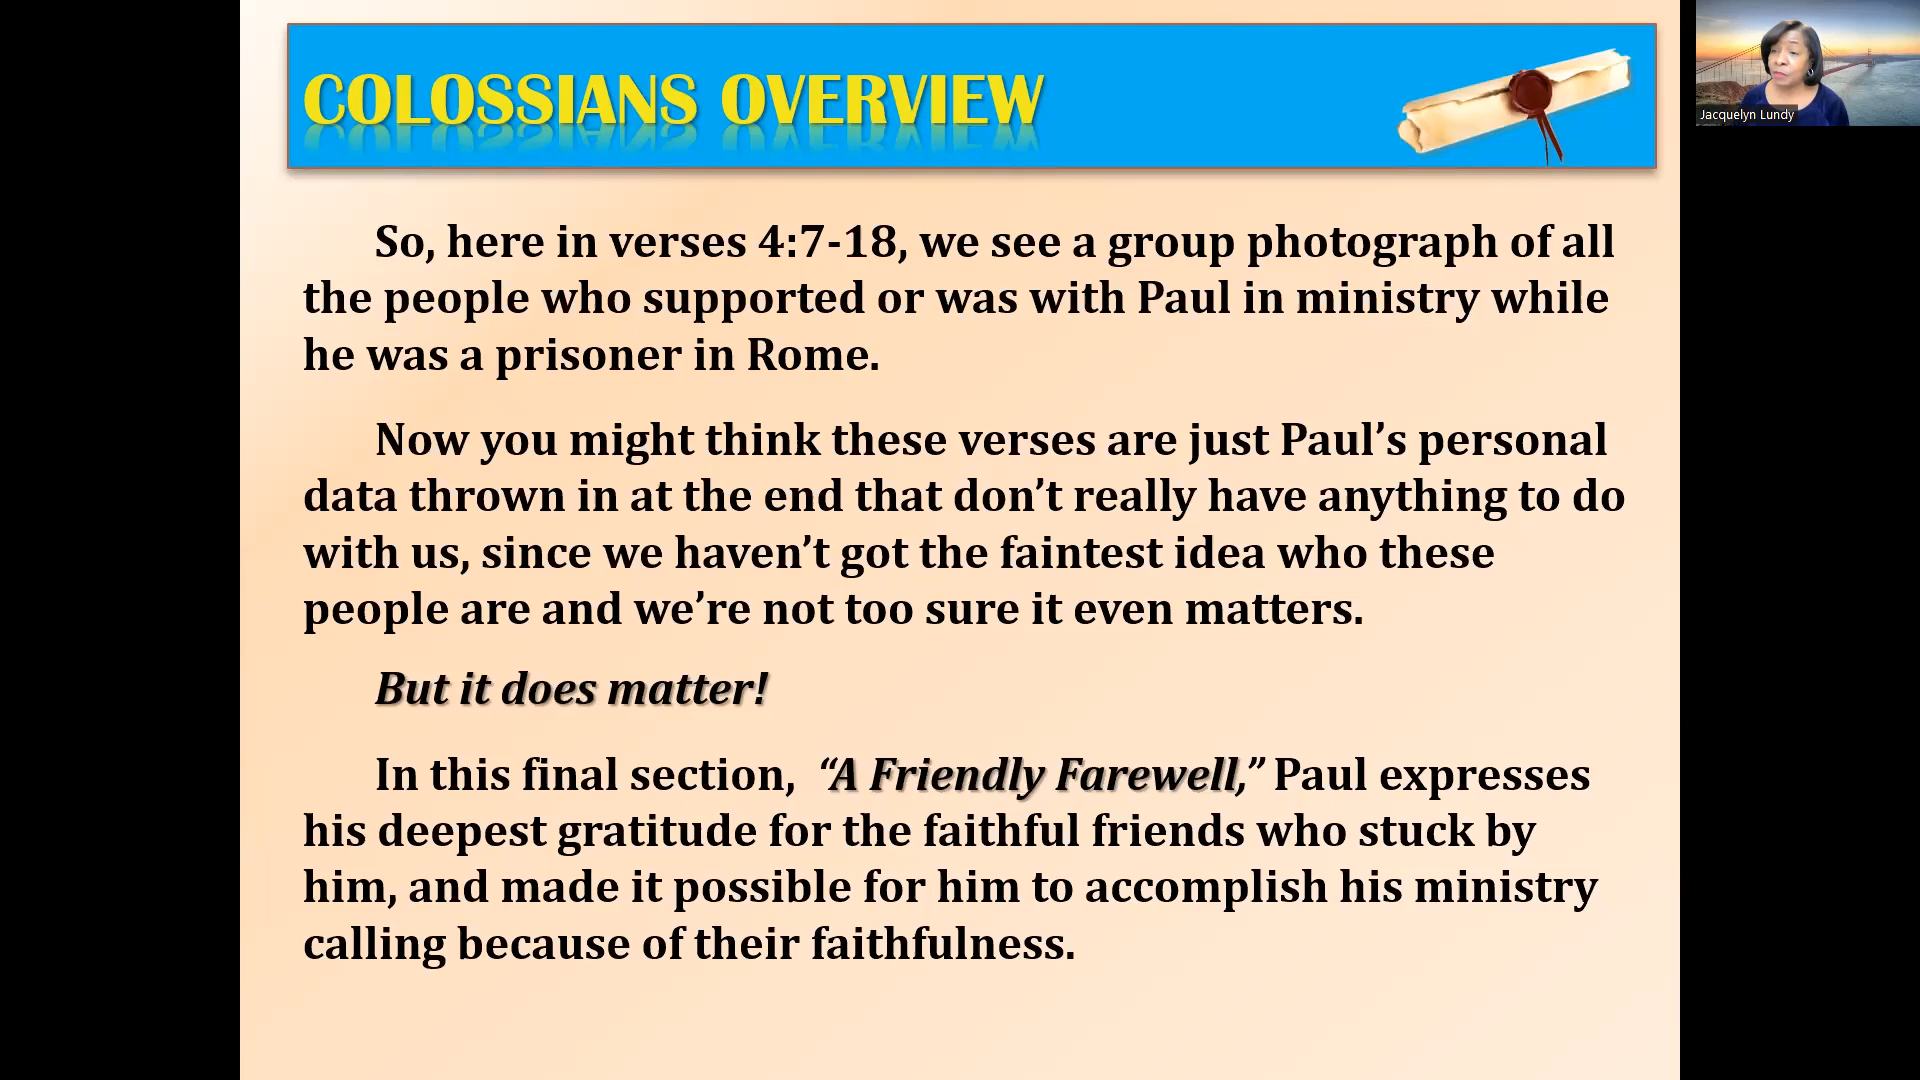 COLOSSIANS OVERVIEW
Jacquelyn Lundy
So, here in verses 4:7-18, we see a group photograph of all
the people who supported or was with Paul in ministry while
he was a prisoner in Rome.
Now you might think these verses are just Paul’s personal
data thrown in at the end that don’t really have anything to do
with us, since we haven’t got the faintest idea who these
people are and we’re not too sure it even matters.
But it does matter!
In this final section, “A Friendly Farewell,” Paul expresses
his deepest gratitude for the faithful friends who stuck by
him, and made it possible for him to accomplish his ministry
calling because of their faithfulness.